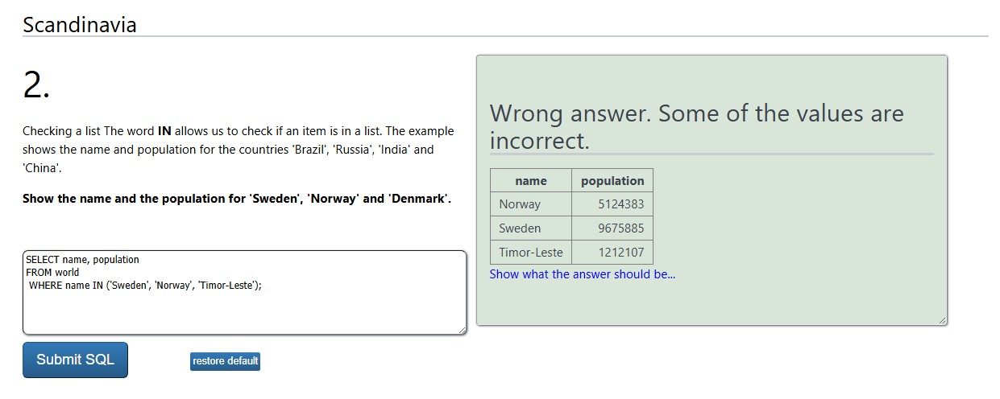 Scandinavia
2.
Checking a list The word IN allows us to check if an item is in a list. The example
shows the name and population for the countries 'Brazil', 'Russia', 'India' and
'China'.
Show the name and the population for 'Sweden', 'Norway' and 'Denmark'.
SELECT name, population
FROM world
WHERE name IN ('Sweden', 'Norway', 'Timor-Leste');
Submit SQL
restore default
Wrong answer. Some of the values are
incorrect.
name population
Norway 5124383
Sweden 9675885
Timor-Leste 1212107
Show what the answer should be...